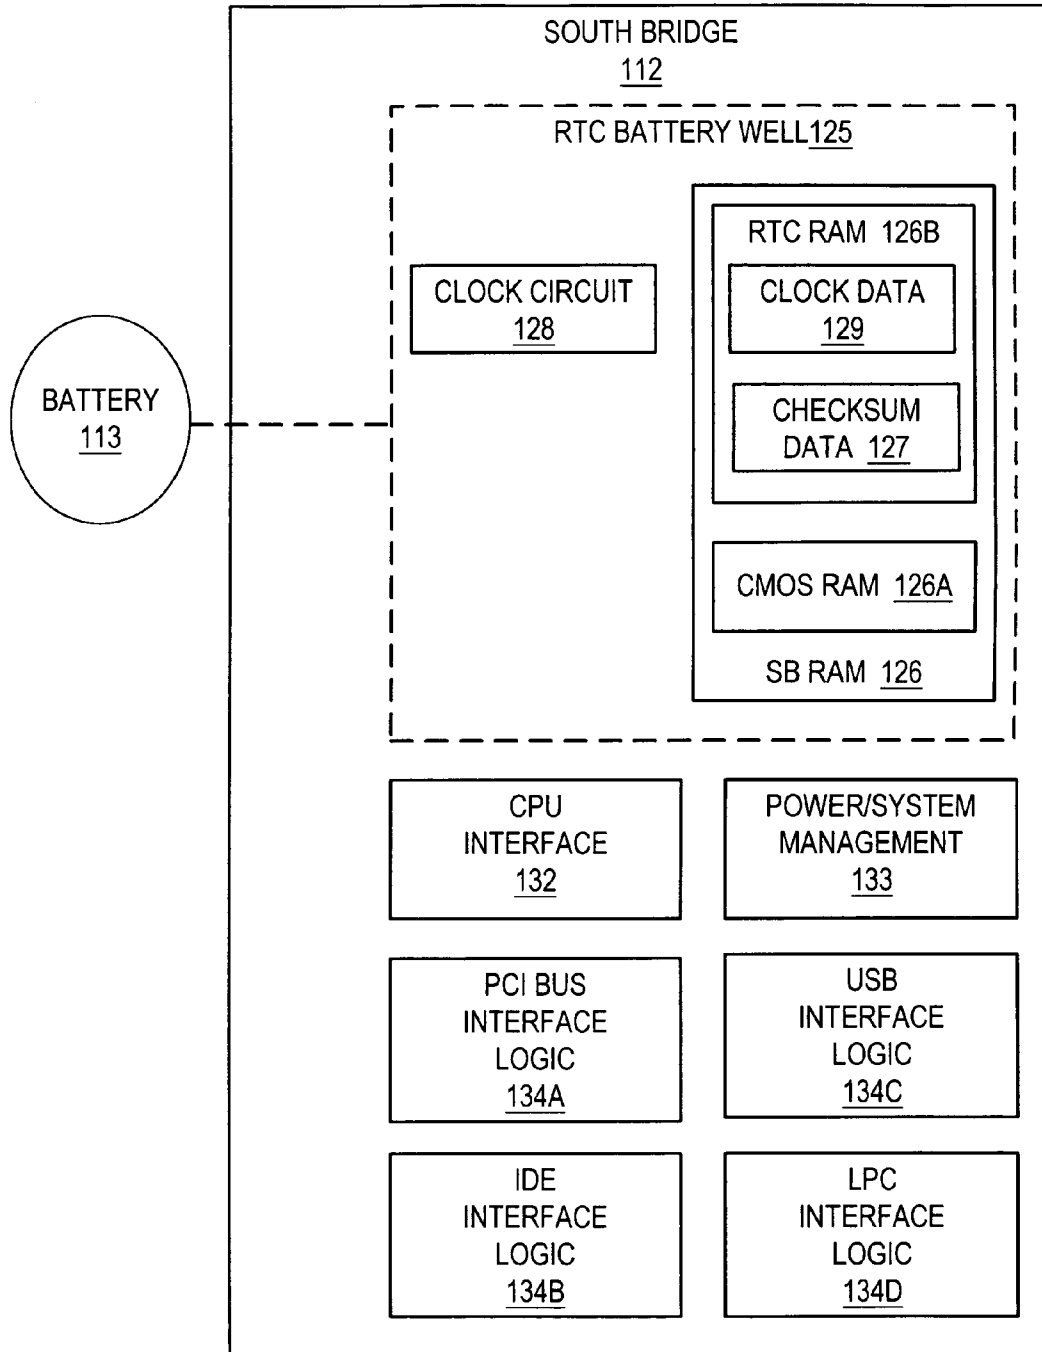 SOUTH BRIDGE
112
RTC BATTERY WELL 125
RTC RAM 126B
CLOCK CIRCUIT
128
CLOCK DATA
129
BATTERY
113
CHECKSUM
DATA 127
CMOS RAM 126A
SB RAM 126
CPU
INTERFACE
132
POWER/SYSTEM
MANAGEMENT
133
PCI BUS
INTERFACE
LOGIC
134A
USB
INTERFACE
LOGIC
134C
IDE
INTERFACE
LOGIC
134B
LPC
INTERFACE
LOGIC
134D